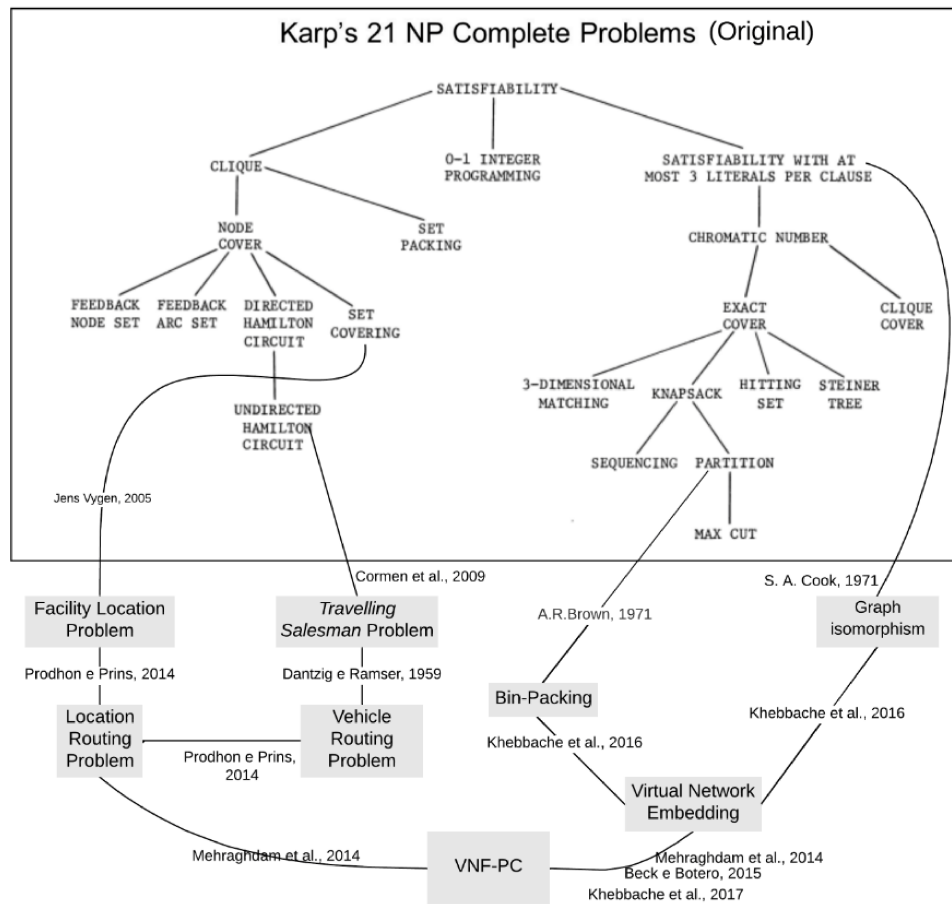 Karp's 21 NP Complete Problems (Original)
SATISFIABILITY
CLIQUE
0-1 INTEGER
PROGRAMMING
SATISFIABILITY WITH AT
MOST 3 LITERALS PER CLAUSE
NODE
COVER
SET
PACKING
CHROMATIC NUMBER
FEEDBACK
NODE SET
FEEDBACK
ARC SET
DIRECTED
HAMILTON
CIRCUIT
SET
COVERING
EXACT
COVER
CLIQUE
COVER
3-DIMENSIONAL
MATCHING
KNAPSACK
HITTING
SET
STEINER
TREE
UNDIRECTED
HAMILTON
CIRCUIT
SEQUENCING
PARTITION
MAX CUT
Jens Vygen, 2005
Cormen et al., 2009
A.R.Brown, 1971
S. A. Cook, 1971
Facility Location
Problem
Travelling
Salesman Problem
Graph
isomorphism
Prodhon e Prins, 2014
Dantzig e Ramser, 1959
Bin-Packing
Location
Routing
Problem
Vehicle
Routing
Problem
Prodhon e Prins,
2014
Khebbache et al., 2016
Khebbache et al., 2016
Virtual Network
Embedding
Mehraghdam et al., 2014
VNF-PC
Mehraghdam et al., 2014
Beck e Botero, 2015
Khebbache et al., 2017